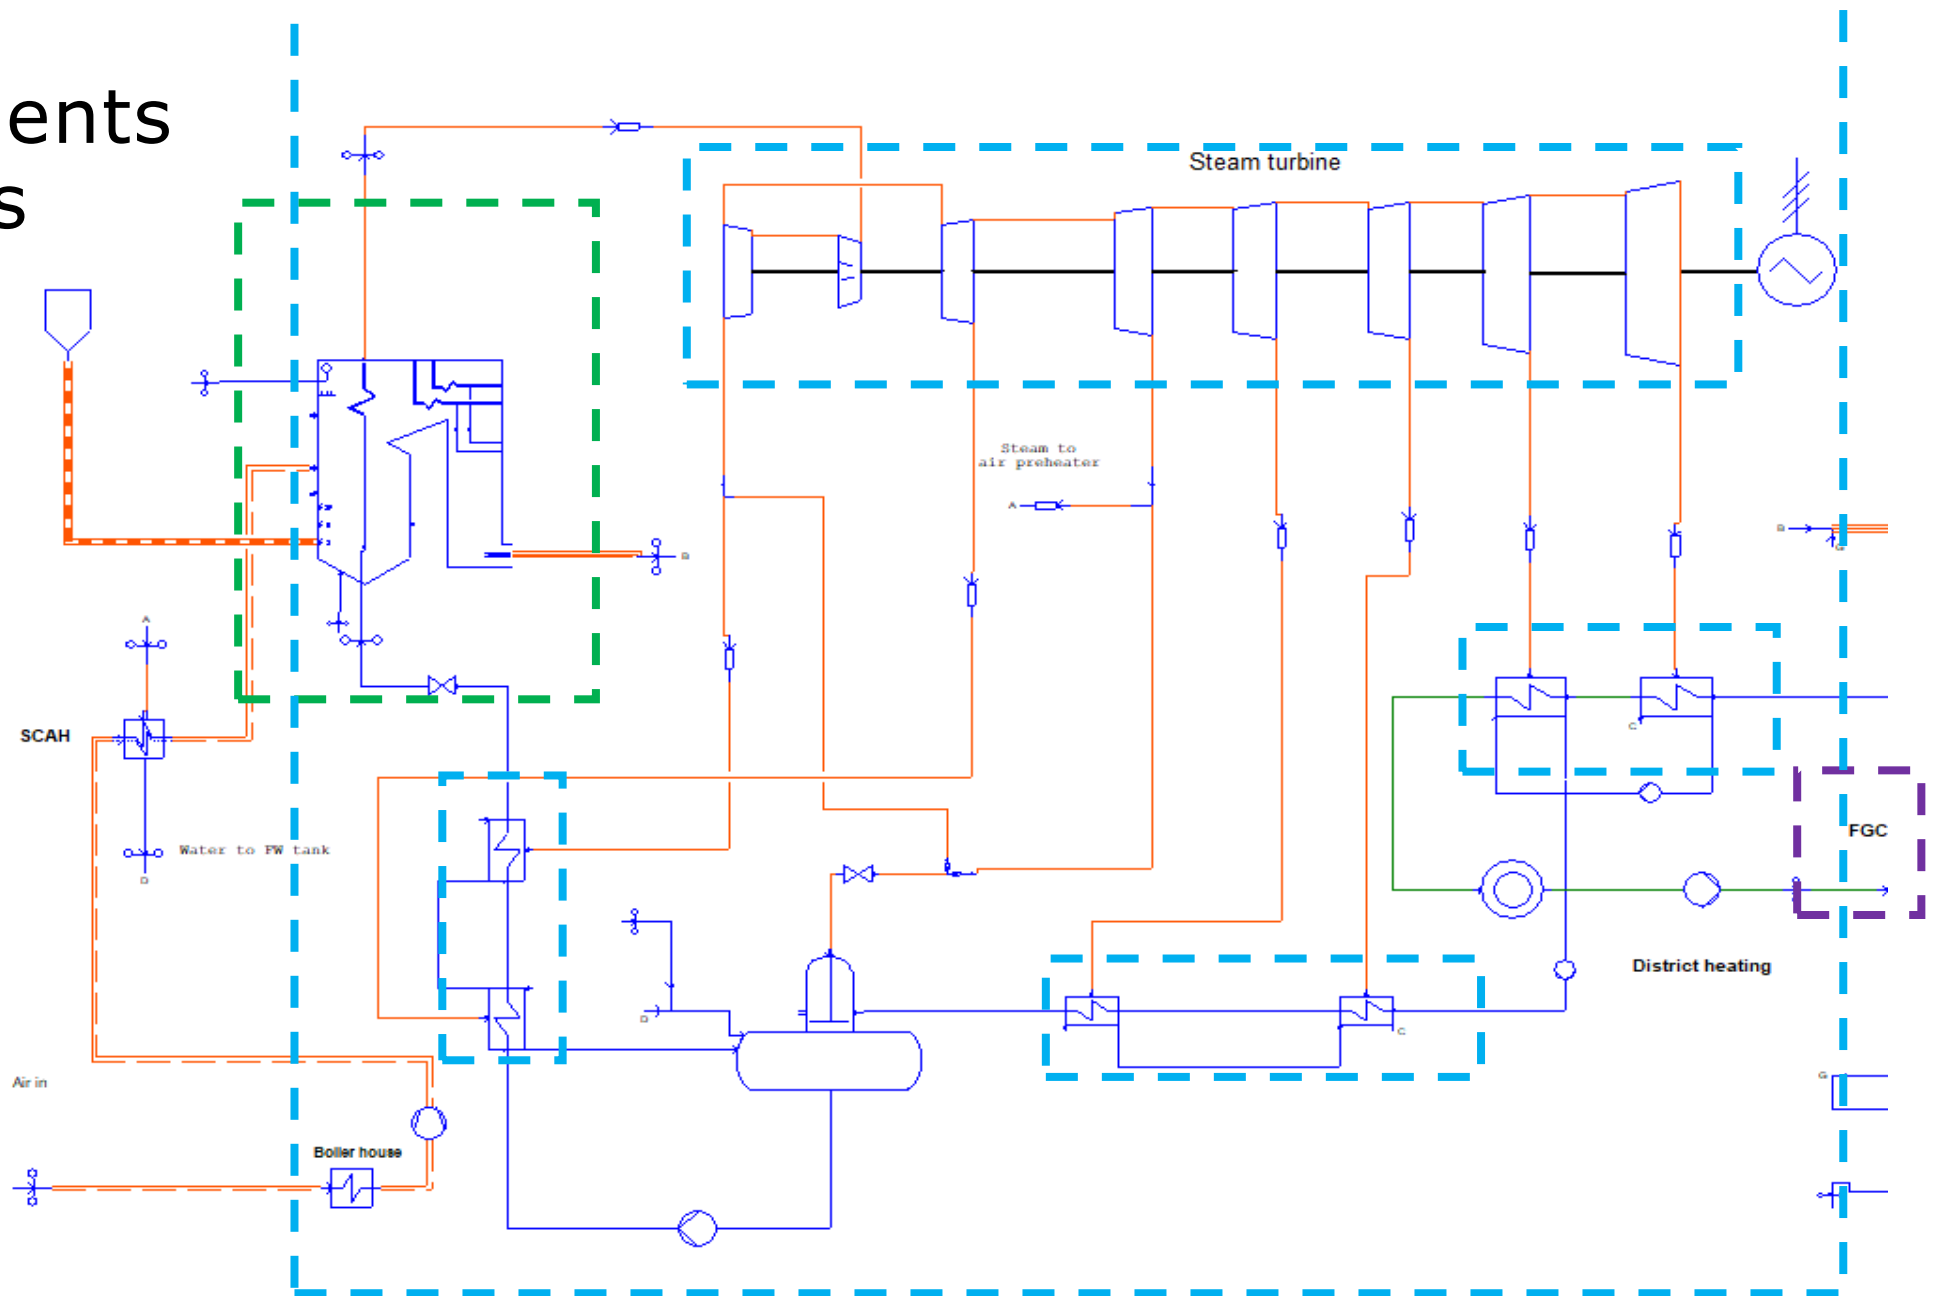 ents
s
Steam turbine
Steam to
air preheater
A
B
B
G
A
SCAH
C
Water to FW tank
D
FGC
District heating
D
C
Air in
G
Boiler house